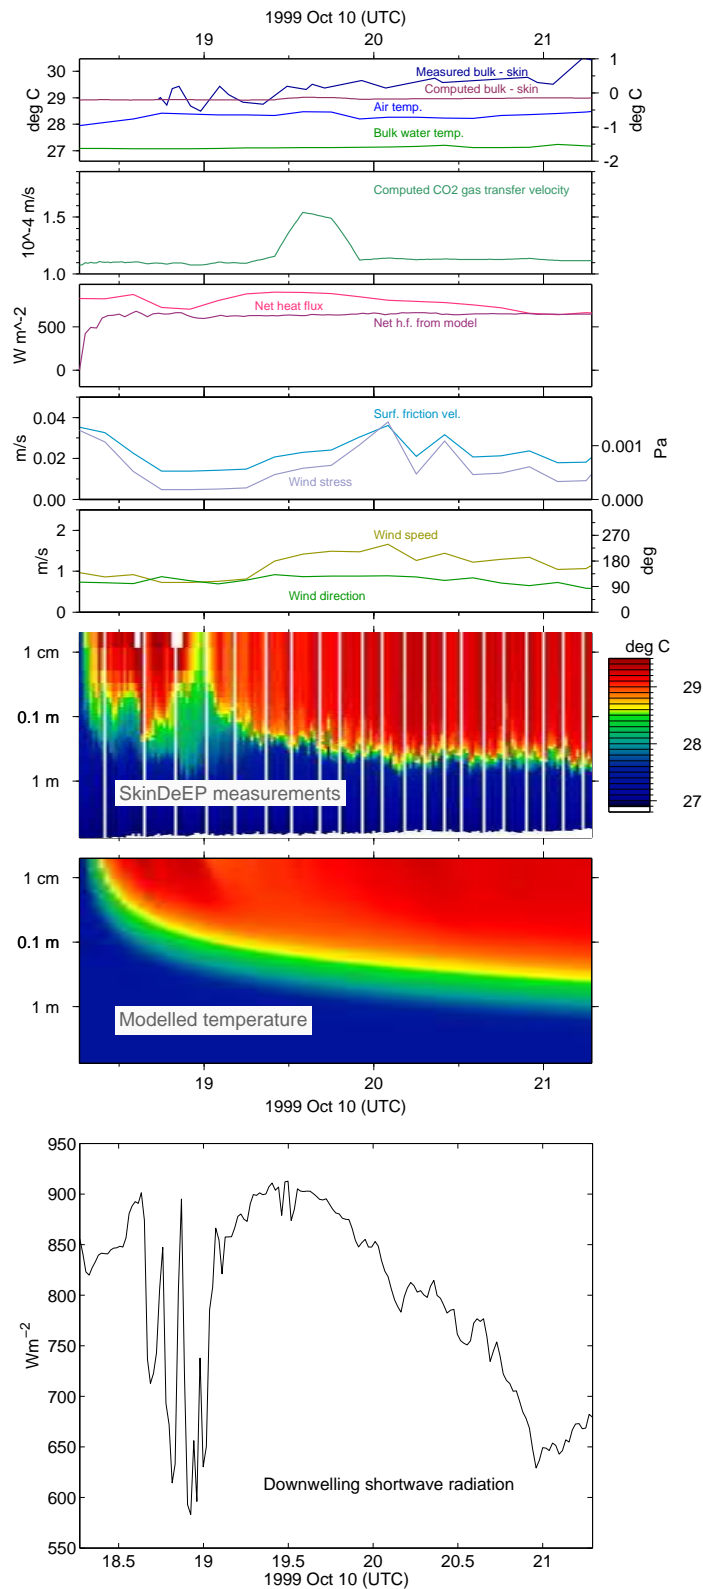 1999 Oct 10 (UTC)
19 20 21
30
29
28
27
deg C
Measured bulk - skin
Computed bulk - skin
Air temp.
Bulk water temp.
1
0
-1
-2
deg C
1.5
1.0
10^-4 m/s
Computed CO2 gas transfer velocity
500
0
W m^-2
Net heat flux
Net h.f. from model
0.04
0.02
0.00
m/s
Surf. friction vel.
Wind stress
0.001
0.000
Pa
2
1
0
m/s
Wind speed
Wind direction
270
180
90
0
deg
1 cm
0.1 m
1 m
SkinDeEP measurements
deg C
29
28
27
1 cm
0.1 m
1 m
Modelled temperature
19 20 21
1999 Oct 10 (UTC)
950
900
850
800
750
700
650
600
550
Wm⁻²
Downwelling shortwave radiation
18.5 19 19.5 20 20.5 21
1999 Oct 10 (UTC)